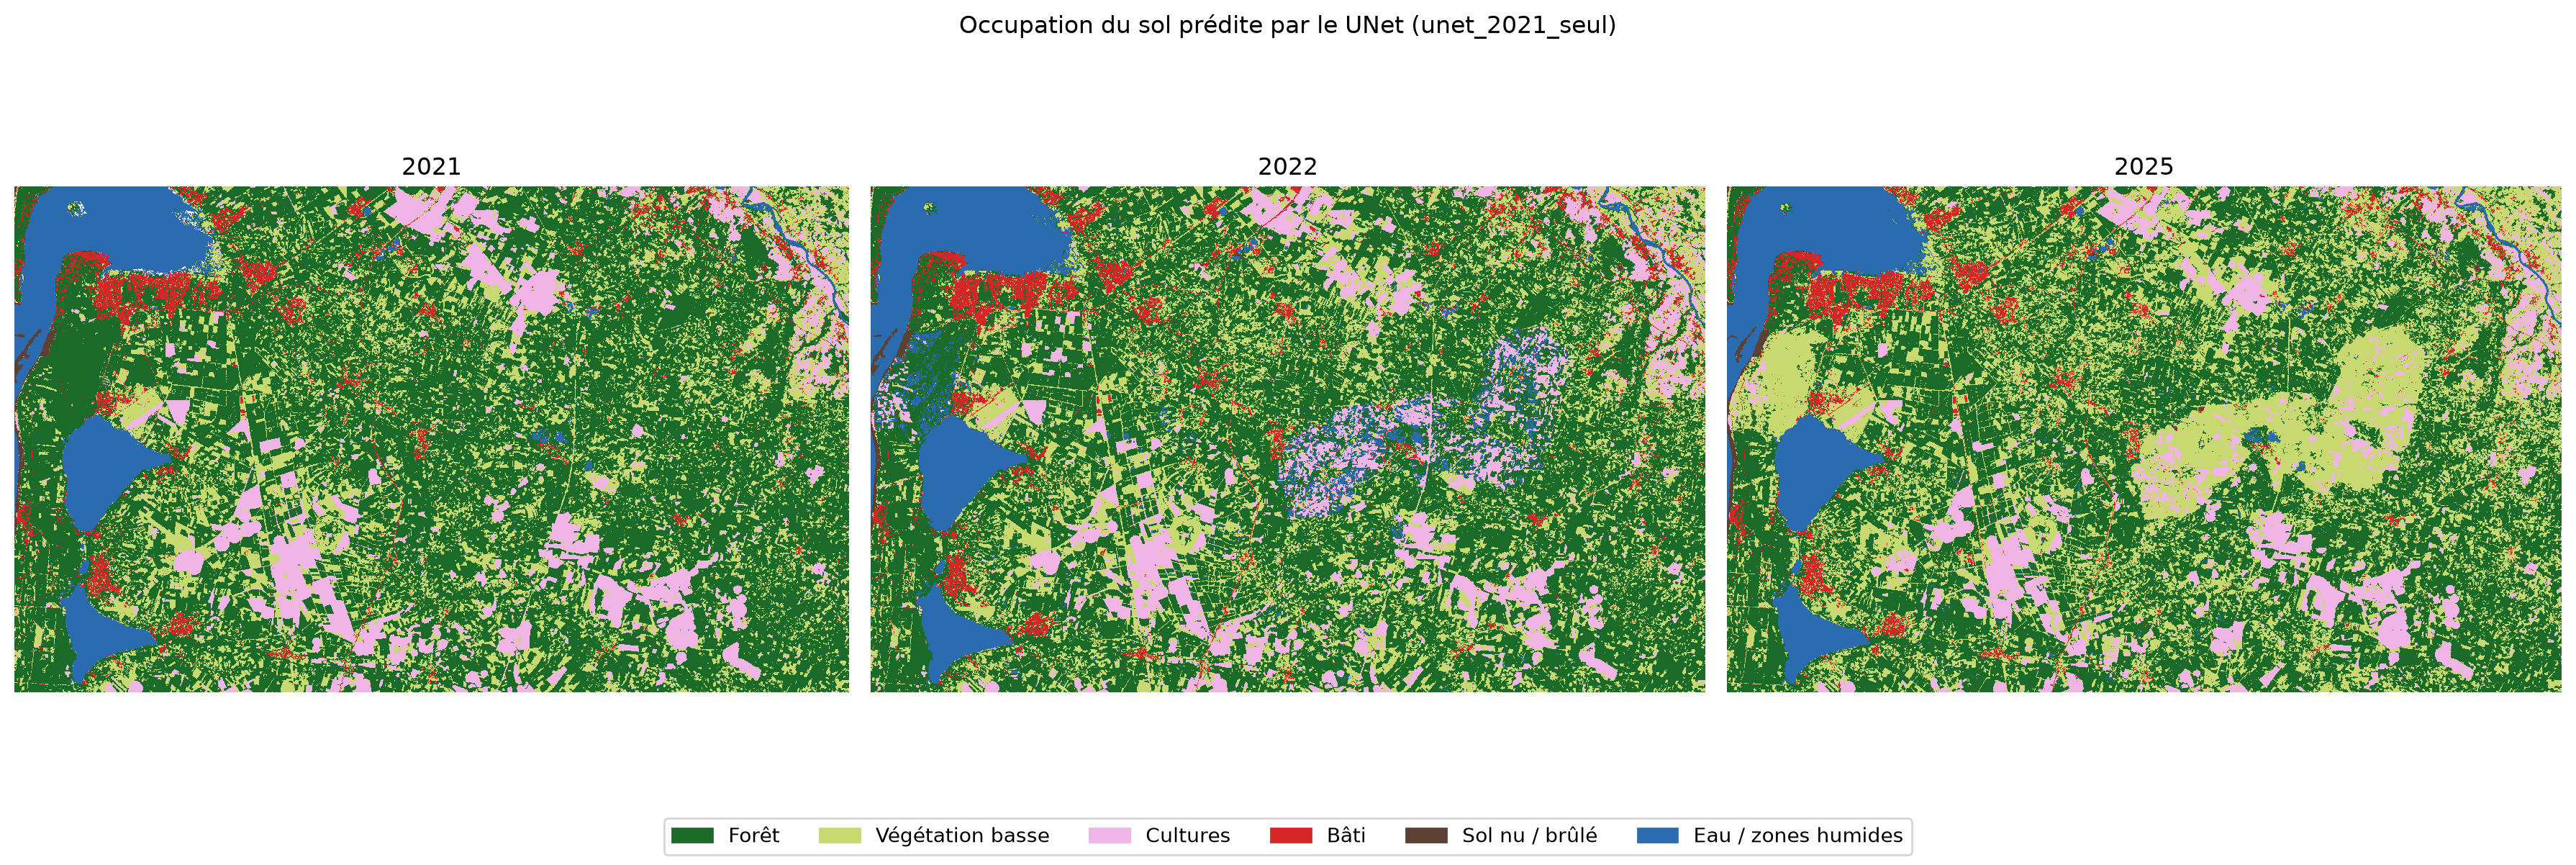 Occupation du sol prédite par le UNet (unet_2021_seul)
2021
2022
2025
Forêt
Végétation basse
Cultures
Bâti
Sol nu / brûlé
Eau / zones humides